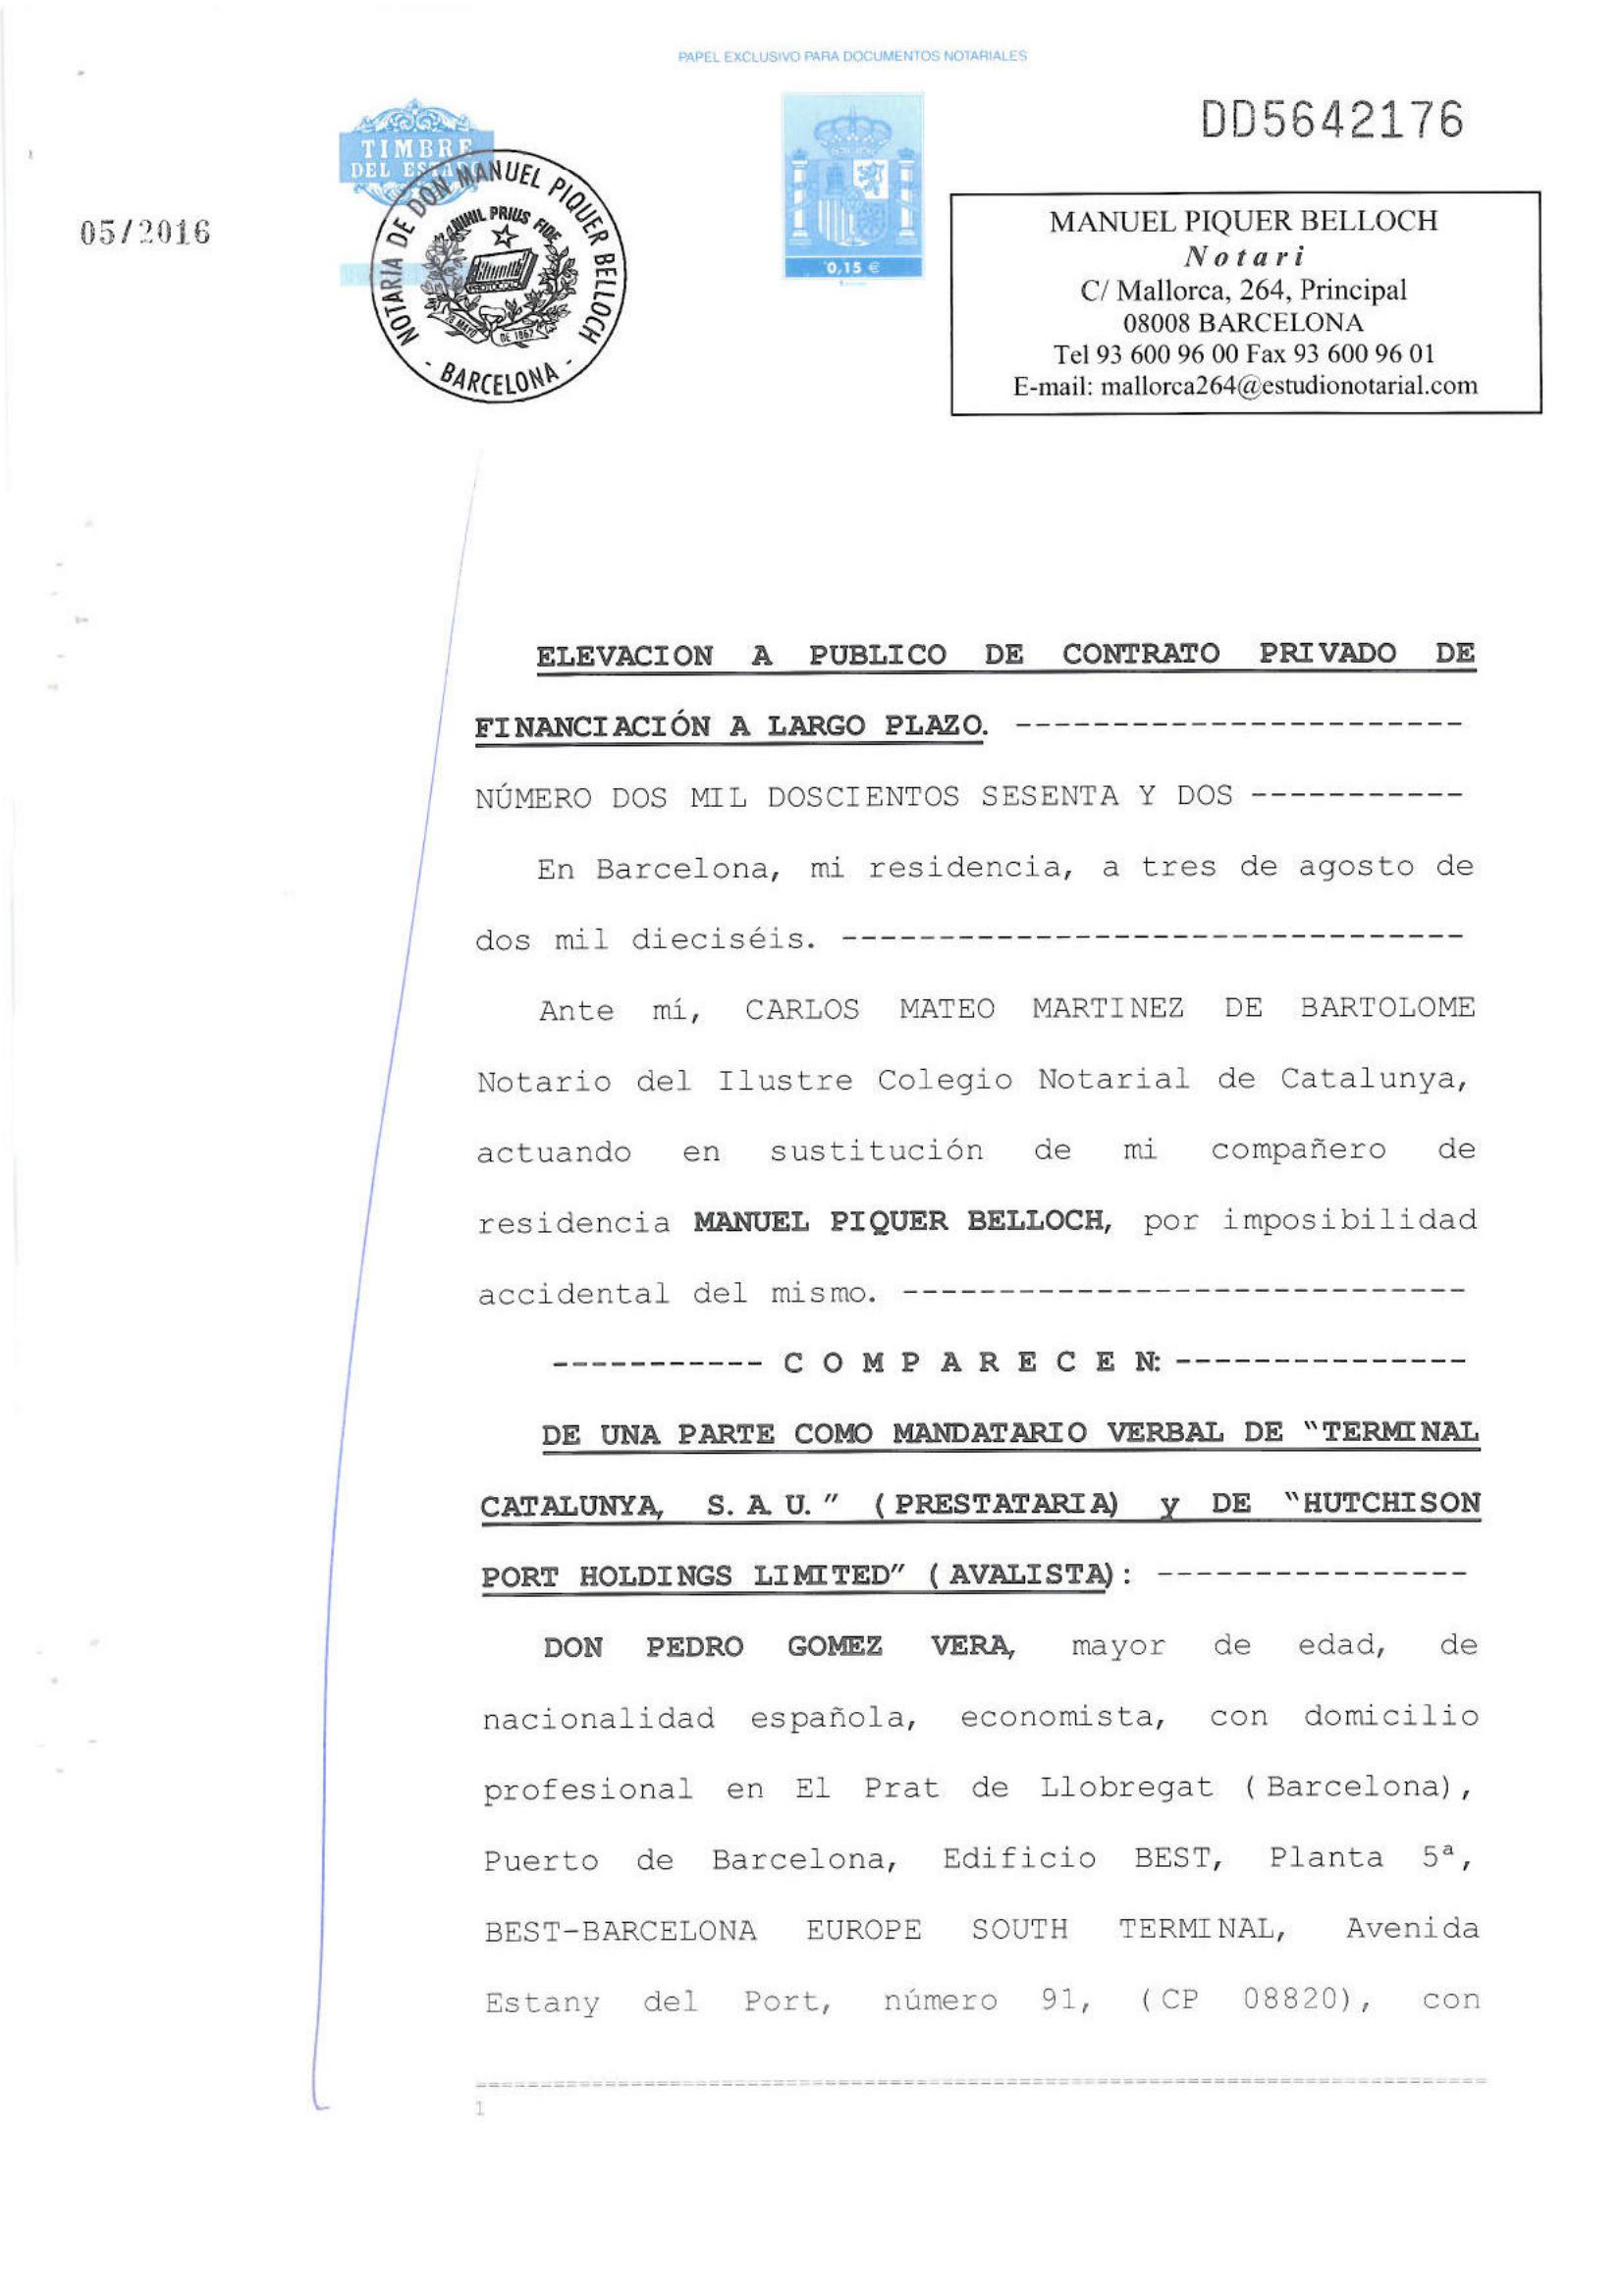 PAPEL EXCLUSIVO PARA DOCUMENTOS NOTARIALES
DD5642176
TIMBRE
DEL ESTADO
NOTARIA DE DON MANUEL PIQUER BELLOCH
NIHIL PRIUS FIDE
28 MAYO
DE 1862
- BARCELONA -
0,15 €
05/2016
MANUEL PIQUER BELLOCH
Notari
C/ Mallorca, 264, Principal
08008 BARCELONA
Tel 93 600 96 00 Fax 93 600 96 01
E-mail: mallorca264@estudionotarial.com
ELEVACION A PUBLICO DE CONTRATO PRIVADO DE
FINANCIACIÓN A LARGO PLAZO. -----------------------
NÚMERO DOS MIL DOSCIENTOS SESENTA Y DOS -----------
En Barcelona, mi residencia, a tres de agosto de
dos mil dieciséis. --------------------------------
Ante mí, CARLOS MATEO MARTINEZ DE BARTOLOME
Notario del Ilustre Colegio Notarial de Catalunya,
actuando en sustitución de mi compañero de
residencia MANUEL PIQUER BELLOCH, por imposibilidad
accidental del mismo. -----------------------------
----------- C O M P A R E C E N: ---------------
DE UNA PARTE COMO MANDATARIO VERBAL DE “TERMINAL
CATALUNYA, S.A.U.” (PRESTATARIA) y DE “HUTCHISON
PORT HOLDINGS LIMITED” (AVALISTA): ----------------
DON PEDRO GOMEZ VERA, mayor de edad, de
nacionalidad española, economista, con domicilio
profesional en El Prat de Llobregat (Barcelona),
Puerto de Barcelona, Edificio BEST, Planta 5ª,
BEST-BARCELONA EUROPE SOUTH TERMINAL, Avenida
Estany del Port, número 91, (CP 08820), con
1